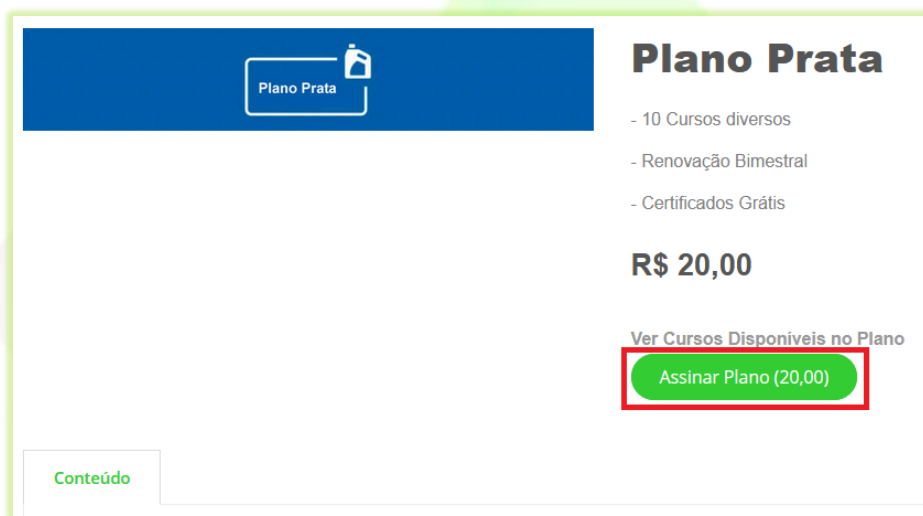 Plano Prata
Plano Prata
- 10 Cursos diversos
- Renovação Bimestral
- Certificados Grátis
R$ 20,00
Ver Cursos Disponíveis no Plano
Assinar Plano (20,00)
Conteúdo